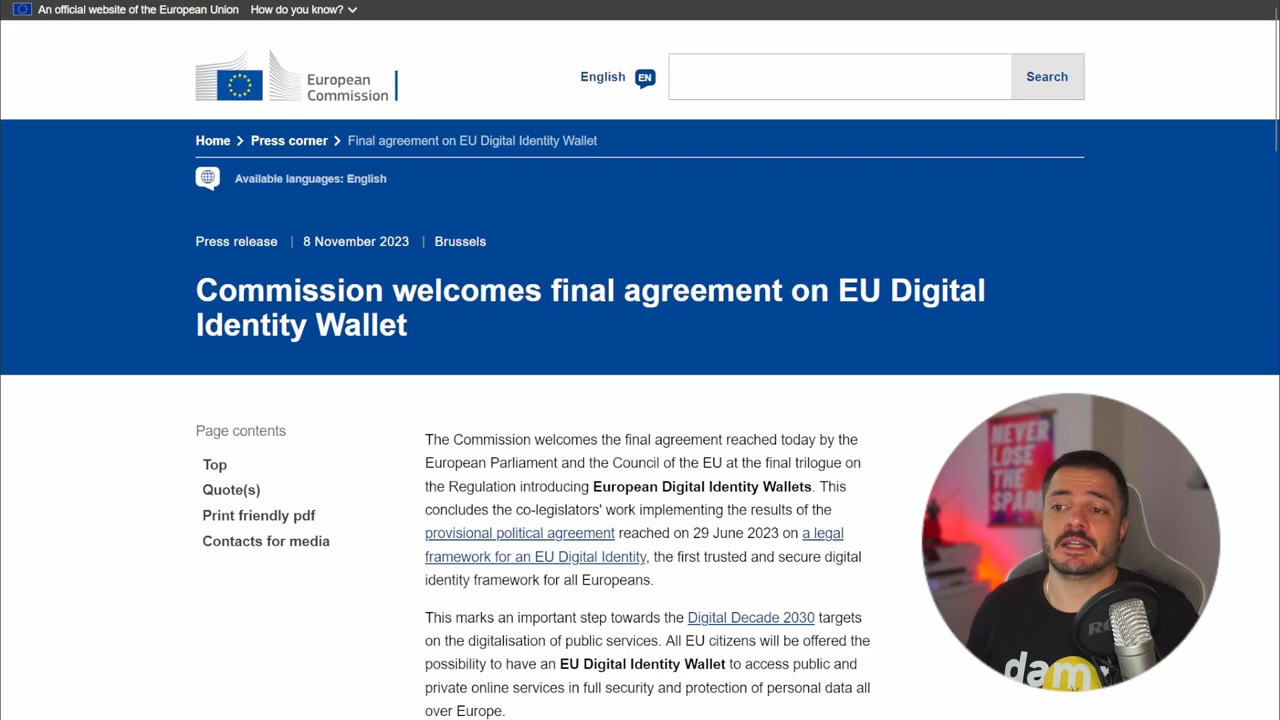 An official website of the European Union How do you know?
European
Commission
English EN
Search
Home Press corner Final agreement on EU Digital Identity Wallet
Available languages: English
Press release | 8 November 2023 | Brussels
Commission welcomes final agreement on EU Digital
Identity Wallet
Page contents
Top
Quote(s)
Print friendly pdf
Contacts for media
The Commission welcomes the final agreement reached today by the
European Parliament and the Council of the EU at the final trilogue on
the Regulation introducing European Digital Identity Wallets. This
concludes the co-legislators' work implementing the results of the
provisional political agreement reached on 29 June 2023 on a legal
framework for an EU Digital Identity, the first trusted and secure digital
identity framework for all Europeans.
This marks an important step towards the Digital Decade 2030 targets
on the digitalisation of public services. All EU citizens will be offered the
possibility to have an EU Digital Identity Wallet to access public and
private online services in full security and protection of personal data all
over Europe.
NEVER
LOSE
THE
SPARK
dam